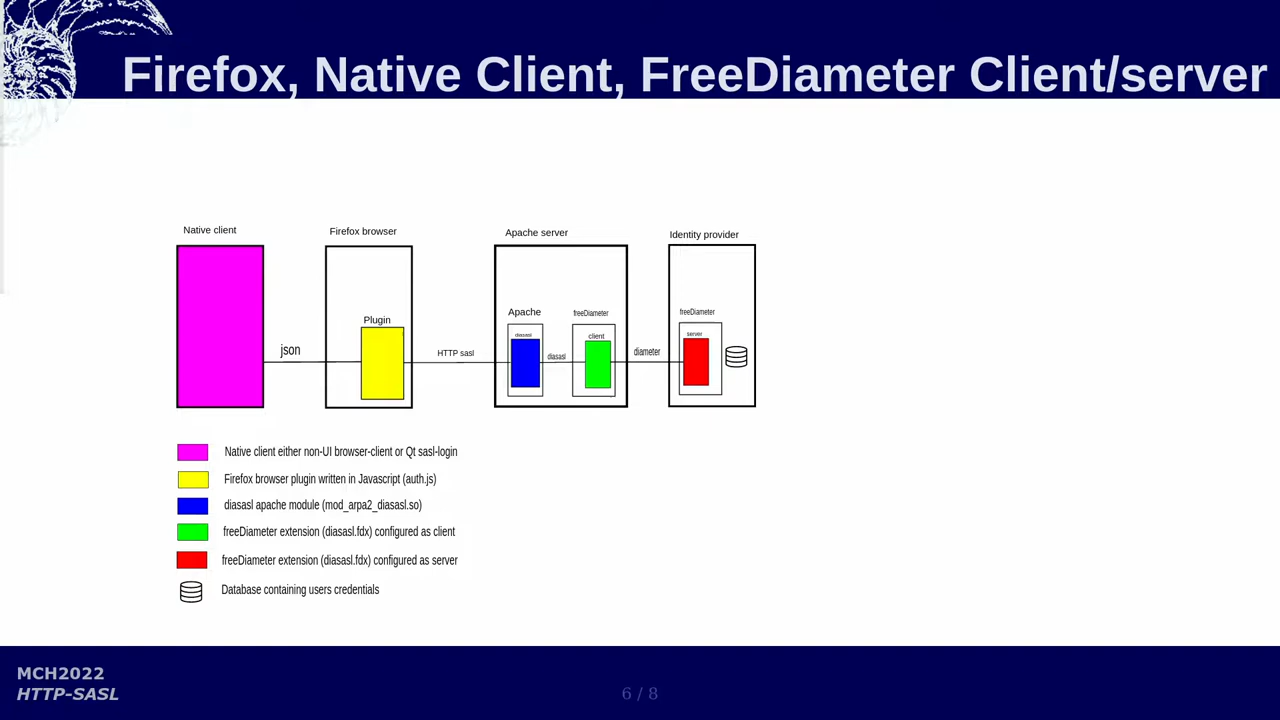 Firefox, Native Client, FreeDiameter Client/server
Native client
Firefox browser
Apache server
Identity provider
Plugin
Apache
freeDiameter
freeDiameter
diasasl
client
server
json
HTTP sasl
diasasl
diameter
Native client either non-UI browser-client or Qt sasl-login
Firefox browser plugin written in Javascript (auth.js)
diasasl apache module (mod_arpa2_diasasl.so)
freeDiameter extension (diasasl.fdx) configured as client
freeDiameter extension (diasasl.fdx) configured as server
Database containing users credentials
MCH2022
HTTP-SASL
6 / 8